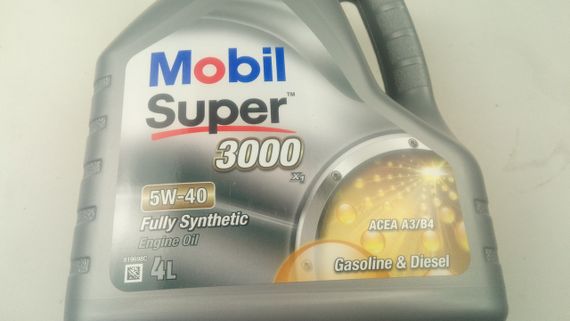 Mobil
Super™
3000
X1
5W-40
Fully Synthetic
Engine Oil
4L
ACEA A3/B4
Gasoline & Diesel